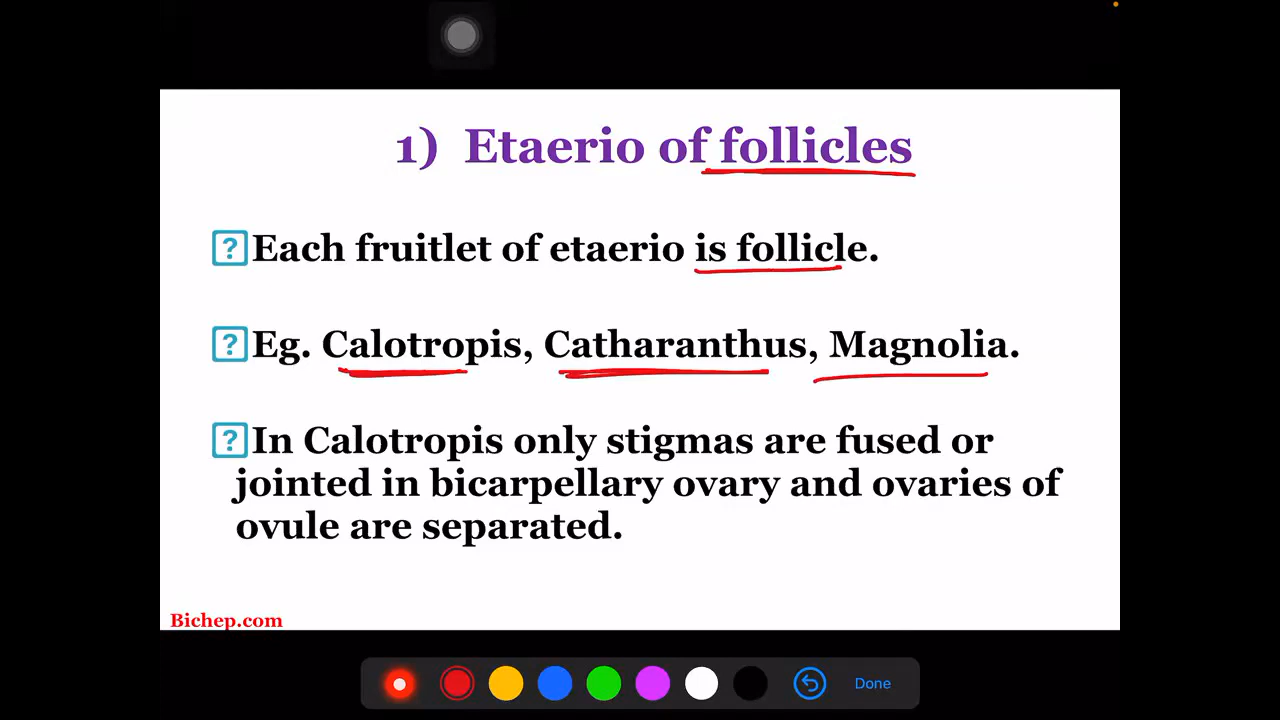 1) Etaerio of follicles
? Each fruitlet of etaerio is follicle.
? Eg. Calotropis, Catharanthus, Magnolia.
? In Calotropis only stigmas are fused or
jointed in bicarpellary ovary and ovaries of
ovule are separated.
Bichep.com
Done